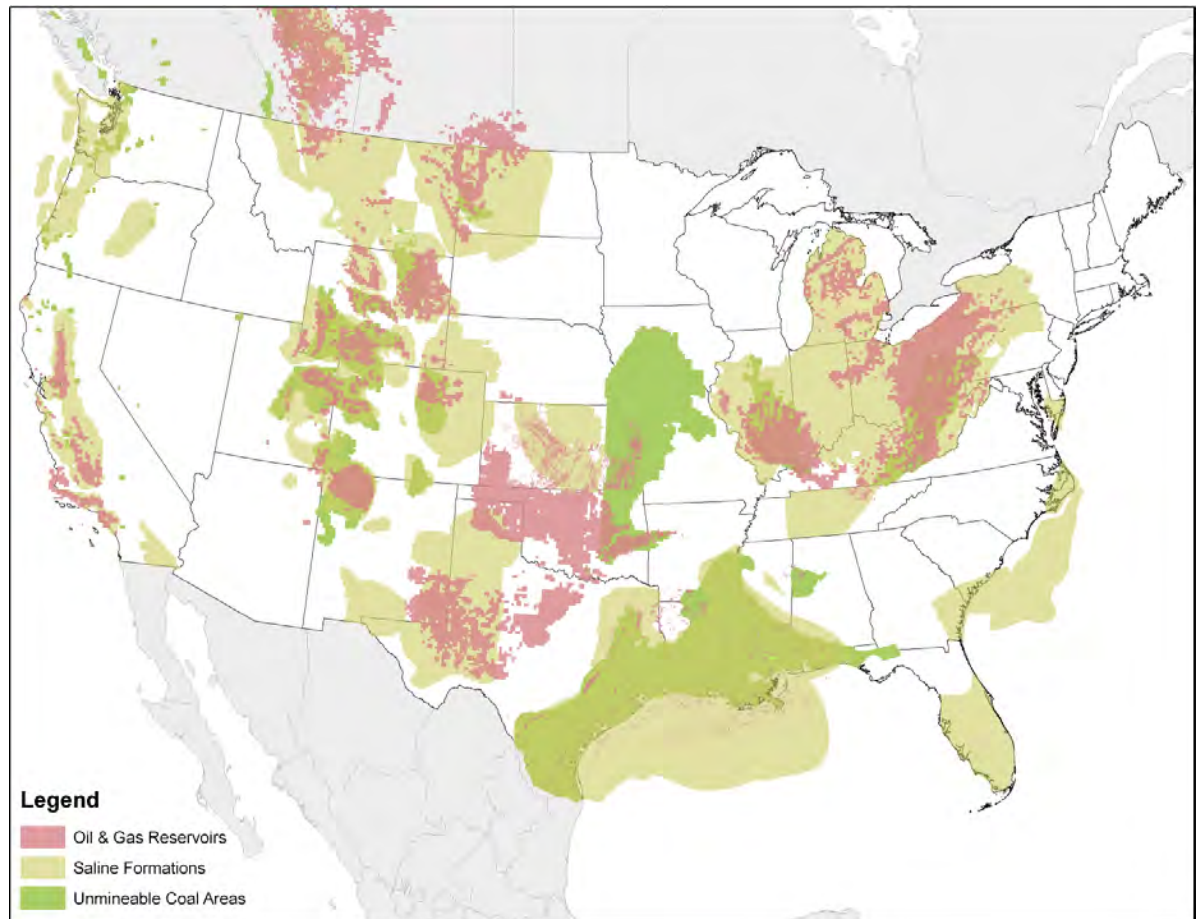 Legend
Oil & Gas Reservoirs
Saline Formations
Unmineable Coal Areas